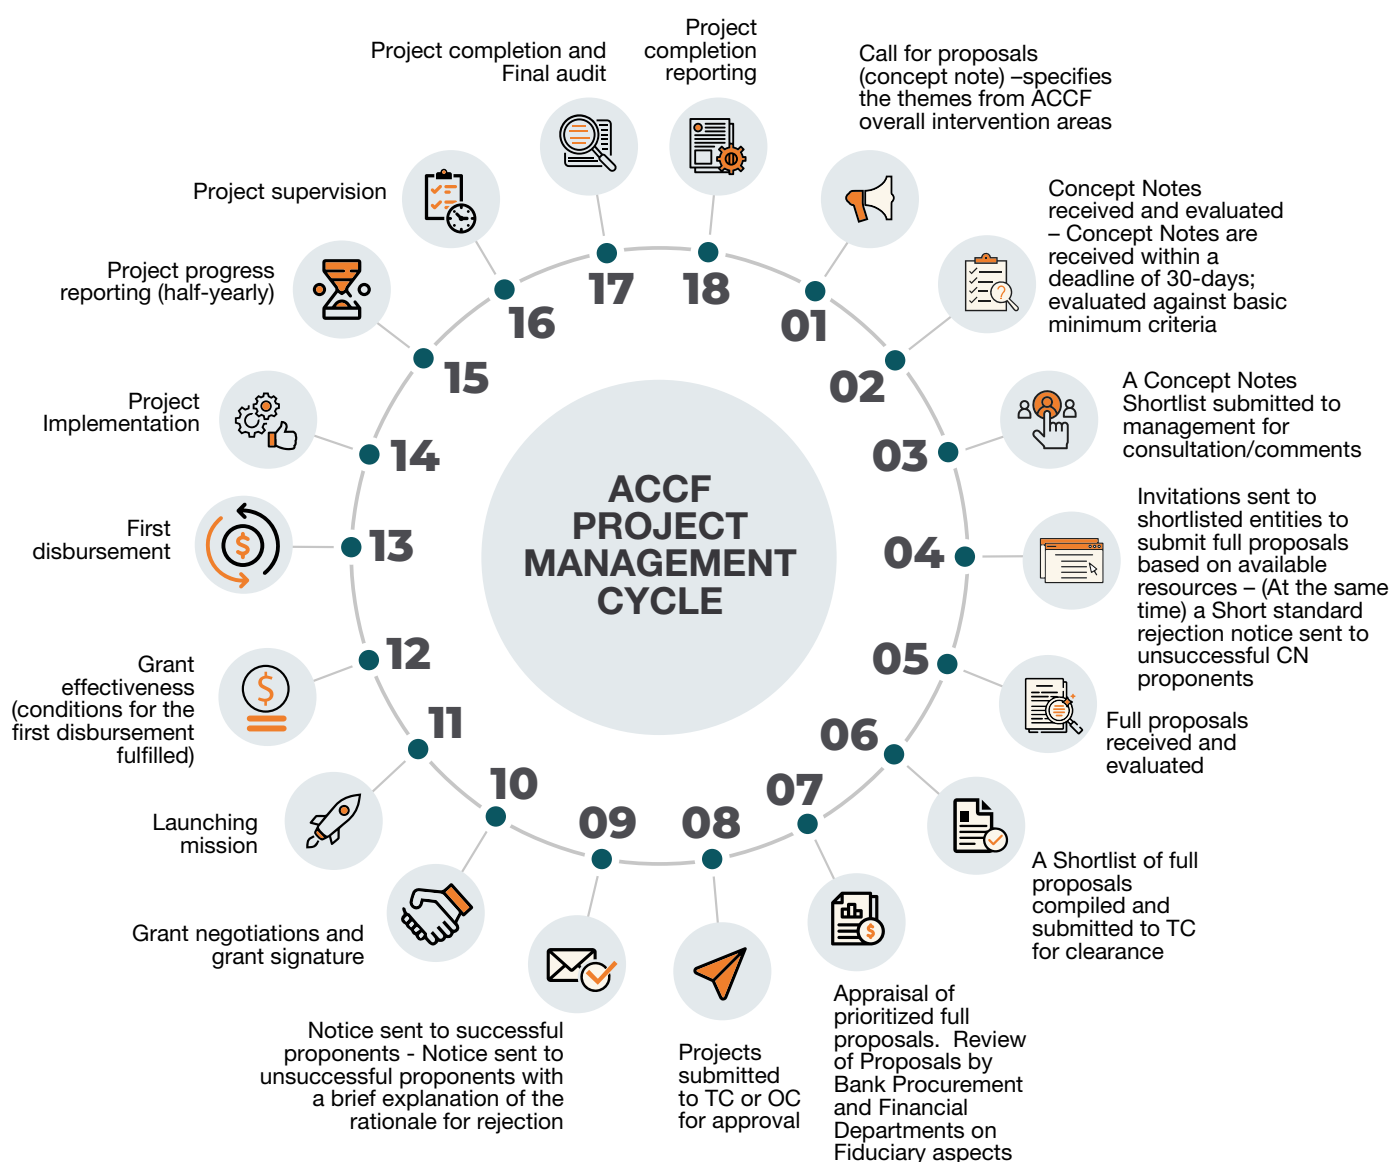 ACCF
PROJECT
MANAGEMENT
CYCLE
01
Call for proposals
(concept note) –specifies
the themes from ACCF
overall intervention areas
02
Concept Notes
received and evaluated
– Concept Notes are
received within a
deadline of 30-days;
evaluated against basic
minimum criteria
03
A Concept Notes
Shortlist submitted to
management for
consultation/comments
04
Invitations sent to
shortlisted entities to
submit full proposals
based on available
resources – (At the same
time) a Short standard
rejection notice sent to
unsuccessful CN
proponents
05
Full proposals
received and
evaluated
06
A Shortlist of full
proposals
compiled and
submitted to TC
for clearance
07
Appraisal of
prioritized full
proposals. Review
of Proposals by
Bank Procurement
and Financial
Departments on
Fiduciary aspects
08
Projects
submitted
to TC or OC
for approval
09
Notice sent to successful
proponents - Notice sent to
unsuccessful proponents with
a brief explanation of the
rationale for rejection
10
Grant negotiations and
grant signature
11
Launching
mission
12
Grant
effectiveness
(conditions for the
first disbursement
fulfilled)
13
First
disbursement
14
Project
Implementation
15
Project progress
reporting (half-yearly)
16
Project supervision
17
Project completion and
Final audit
18
Project
completion
reporting